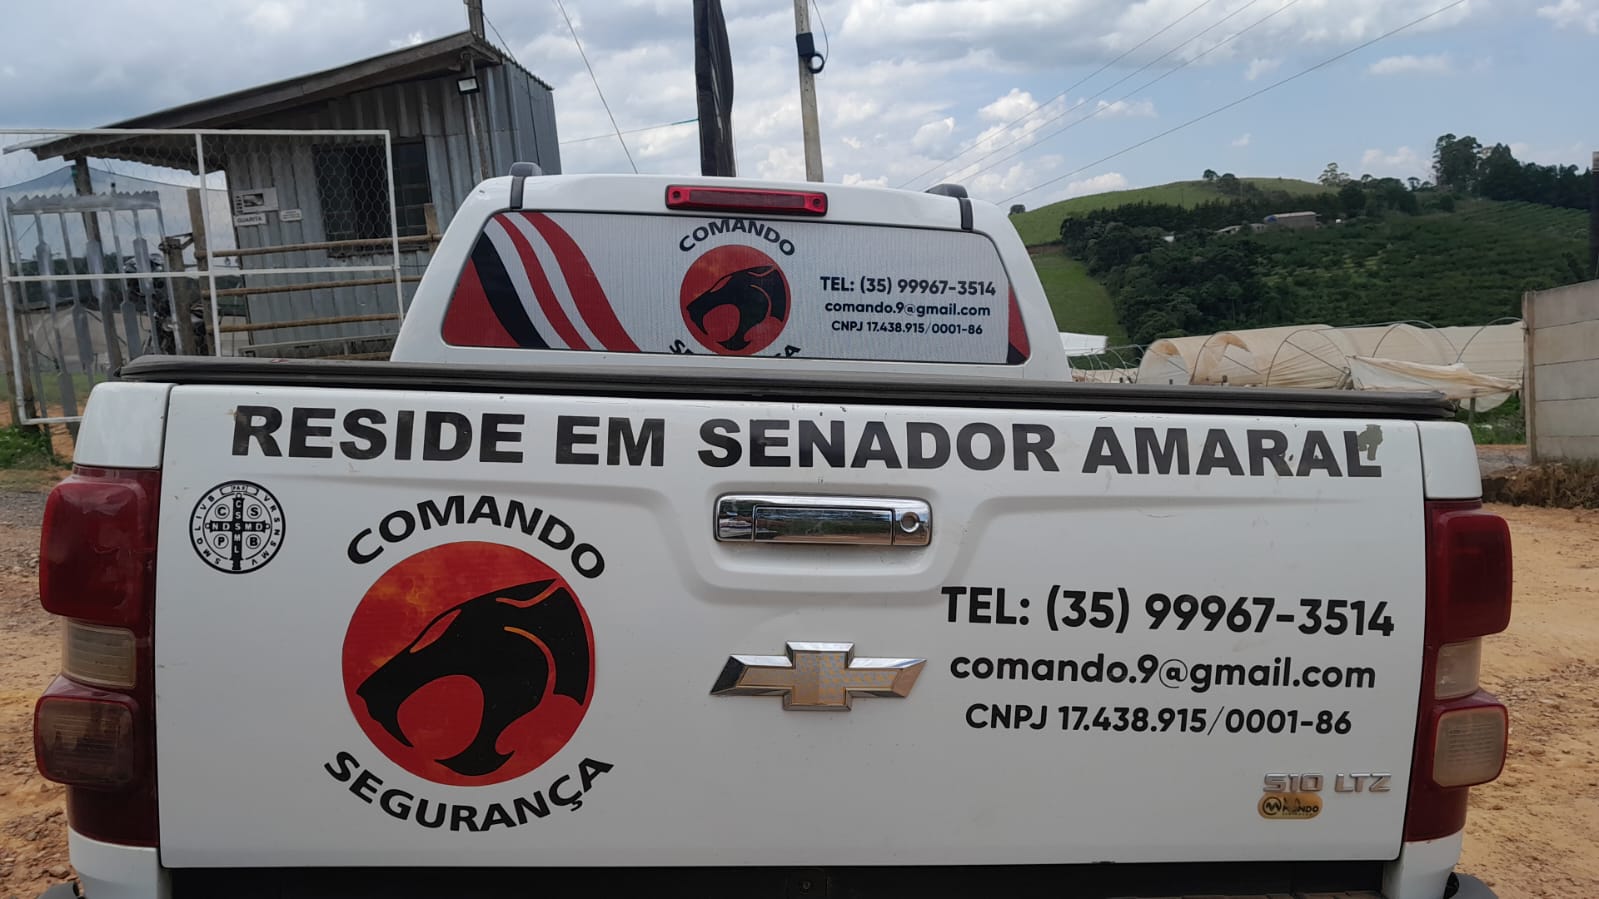 GUARITA
COMANDO
TEL: (35) 99967-3514
comando.9@gmail.com
CNPJ 17.438.915/0001-86
RESIDE EM SENADOR AMARAL
COMANDO
SEGURANÇA
TEL: (35) 99967-3514
comando.9@gmail.com
CNPJ 17.438.915/0001-86
S10 LTZ